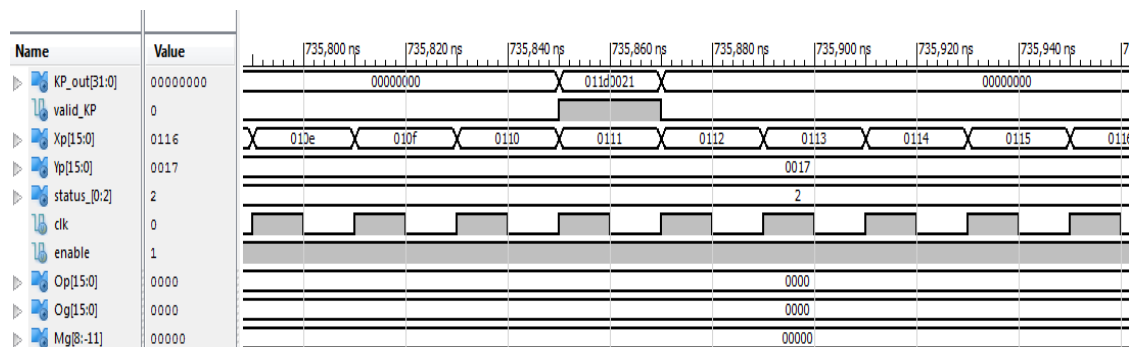 Name Value 735,800 ns 735,820 ns 735,840 ns 735,860 ns 735,880 ns 735,900 ns 735,920 ns 735,940 ns 7
KP_out[31:0] 00000000 00000000 011d0021 00000000
valid_KP 0
Xp[15:0] 0116 010e 010f 0110 0111 0112 0113 0114 0115 0116
Yp[15:0] 0017 0017
status_[0:2] 2 2
clk 0
enable 1
Op[15:0] 0000 0000
Og[15:0] 0000 0000
Mg[8:-11] 00000 00000